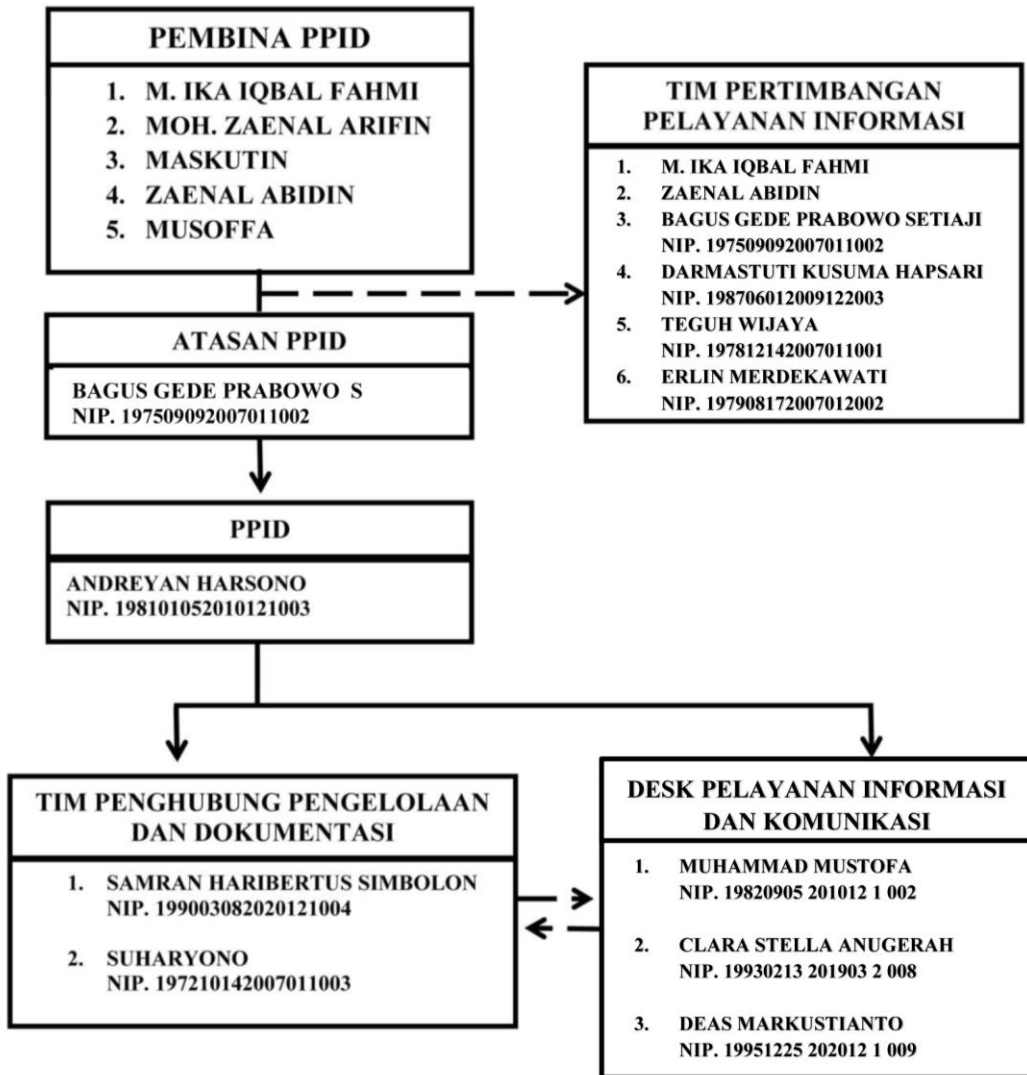 PEMBINA PPID
1. M. IKA IQBAL FAHMI
2. MOH. ZAENAL ARIFIN
3. MASKUTIN
4. ZAENAL ABIDIN
5. MUSOFFA
TIM PERTIMBANGAN
PELAYANAN INFORMASI
1. M. IKA IQBAL FAHMI
2. ZAENAL ABIDIN
3. BAGUS GEDE PRABOWO SETIAJI
NIP. 197509092007011002
4. DARMASTUTI KUSUMA HAPSARI
NIP. 198706012009122003
5. TEGUH WIJAYA
NIP. 197812142007011001
6. ERLIN MERDEKAWATI
NIP. 197908172007012002
ATASAN PPID
BAGUS GEDE PRABOWO S
NIP. 197509092007011002
PPID
ANDREYAN HARSONO
NIP. 198101052010121003
TIM PENGHUBUNG PENGELOLAAN
DAN DOKUMENTASI
1. SAMRAN HARIBERTUS SIMBOLON
NIP. 199003082020121004
2. SUHARYONO
NIP. 197210142007011003
DESK PELAYANAN INFORMASI
DAN KOMUNIKASI
1. MUHAMMAD MUSTOFA
NIP. 19820905 201012 1 002
2. CLARA STELLA ANUGERAH
NIP. 19930213 201903 2 008
3. DEAS MARKUSTIANTO
NIP. 19951225 202012 1 009